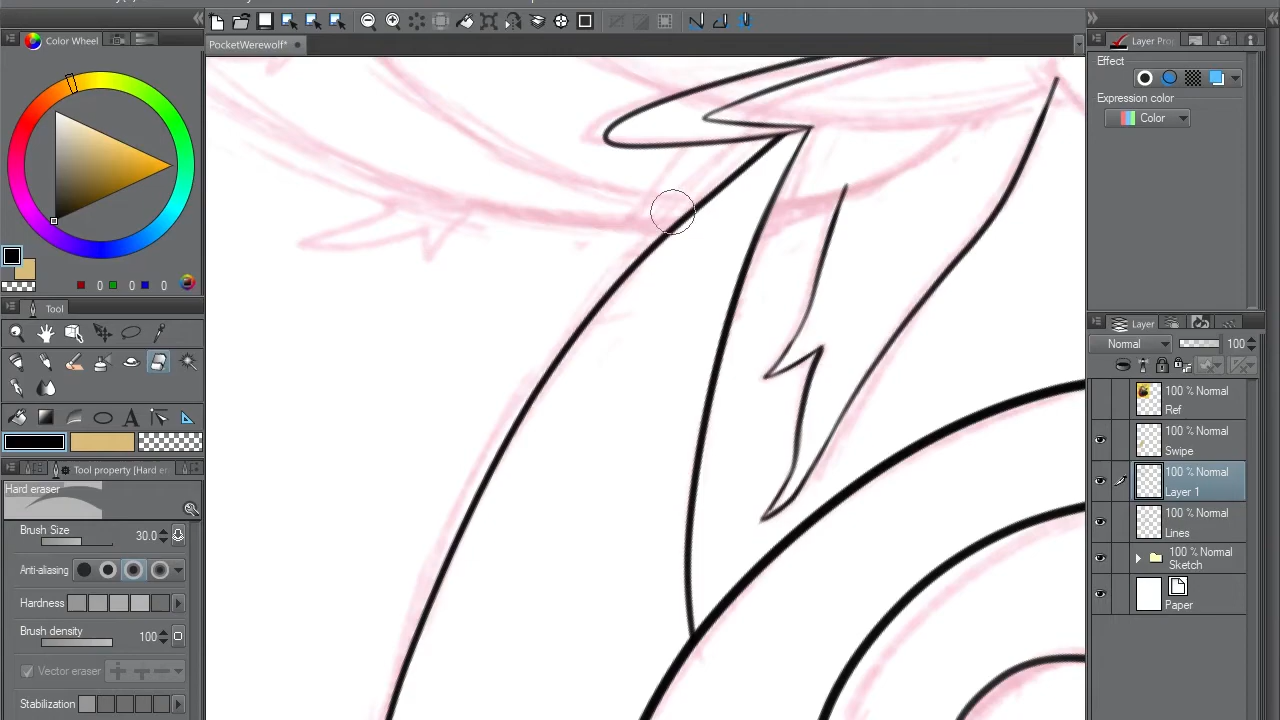 PocketWerewolf*
Color Wheel
0 0 0
Tool
A
Tool property [Hard er
Hard eraser
Brush Size 30.0
Anti-aliasing
Hardness
Brush density 100
Vector eraser
Stabilization
Layer Pro
Effect
Expression color
Color
Layer
Normal 100
100 % Normal
Ref
100 % Normal
Swipe
100 % Normal
Layer 1
100 % Normal
Lines
100 % Normal
Sketch
Paper